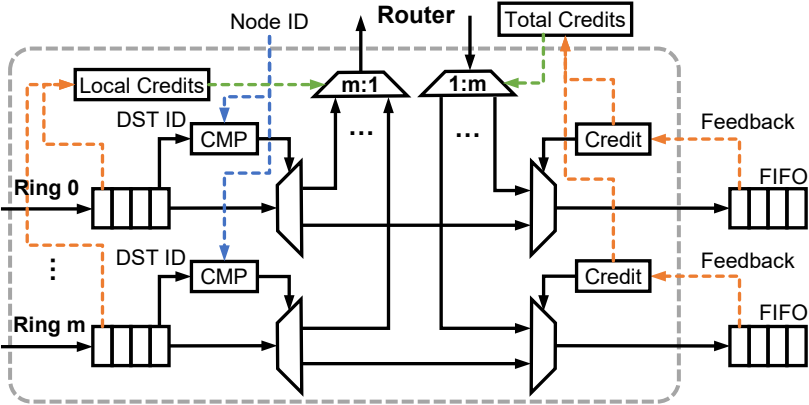 Node ID
Router
Total Credits
Local Credits
m:1
1:m
DST ID
CMP
...
...
Credit
Feedback
Ring 0
FIFO
DST ID
CMP
...
Credit
Feedback
Ring m
FIFO